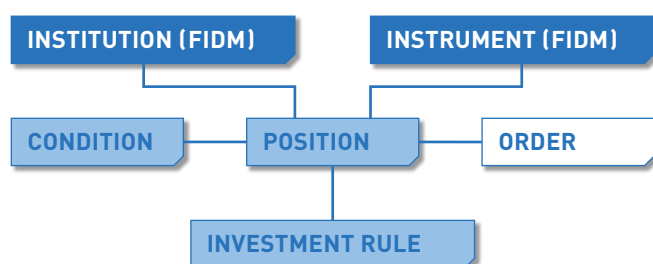 INSTITUTION (FIDM)
INSTRUMENT (FIDM)
CONDITION
POSITION
ORDER
INVESTMENT RULE